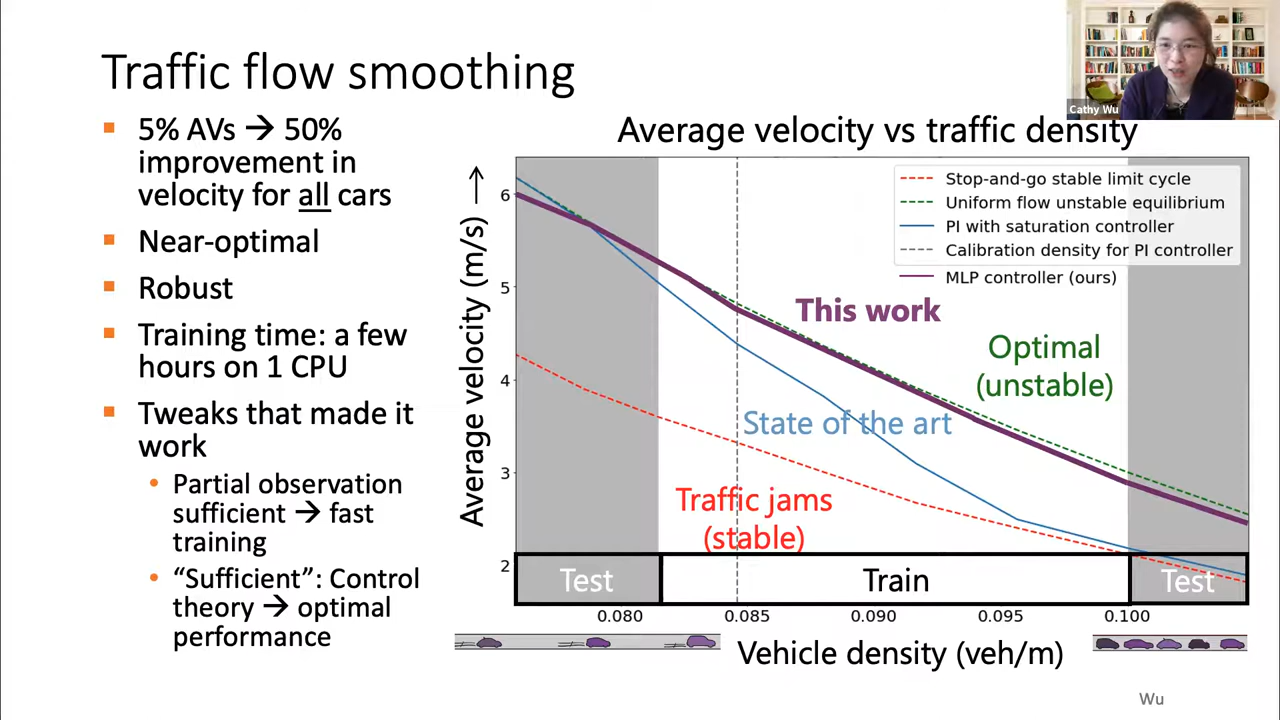 Traffic flow smoothing
Cathy Wu
▪ 5% AVs → 50%
improvement in
velocity for all cars
▪ Near-optimal
▪ Robust
▪ Training time: a few
hours on 1 CPU
▪ Tweaks that made it
work
• Partial observation
sufficient → fast
training
• “Sufficient”: Control
theory → optimal
performance
Average velocity vs traffic density
Average velocity (m/s) →
6
5
4
3
2
Stop-and-go stable limit cycle
Uniform flow unstable equilibrium
PI with saturation controller
Calibration density for PI controller
MLP controller (ours)
This work
Optimal
(unstable)
State of the art
Traffic jams
(stable)
Test
Train
Test
0.080
0.085
0.090
0.095
0.100
Vehicle density (veh/m)
Wu